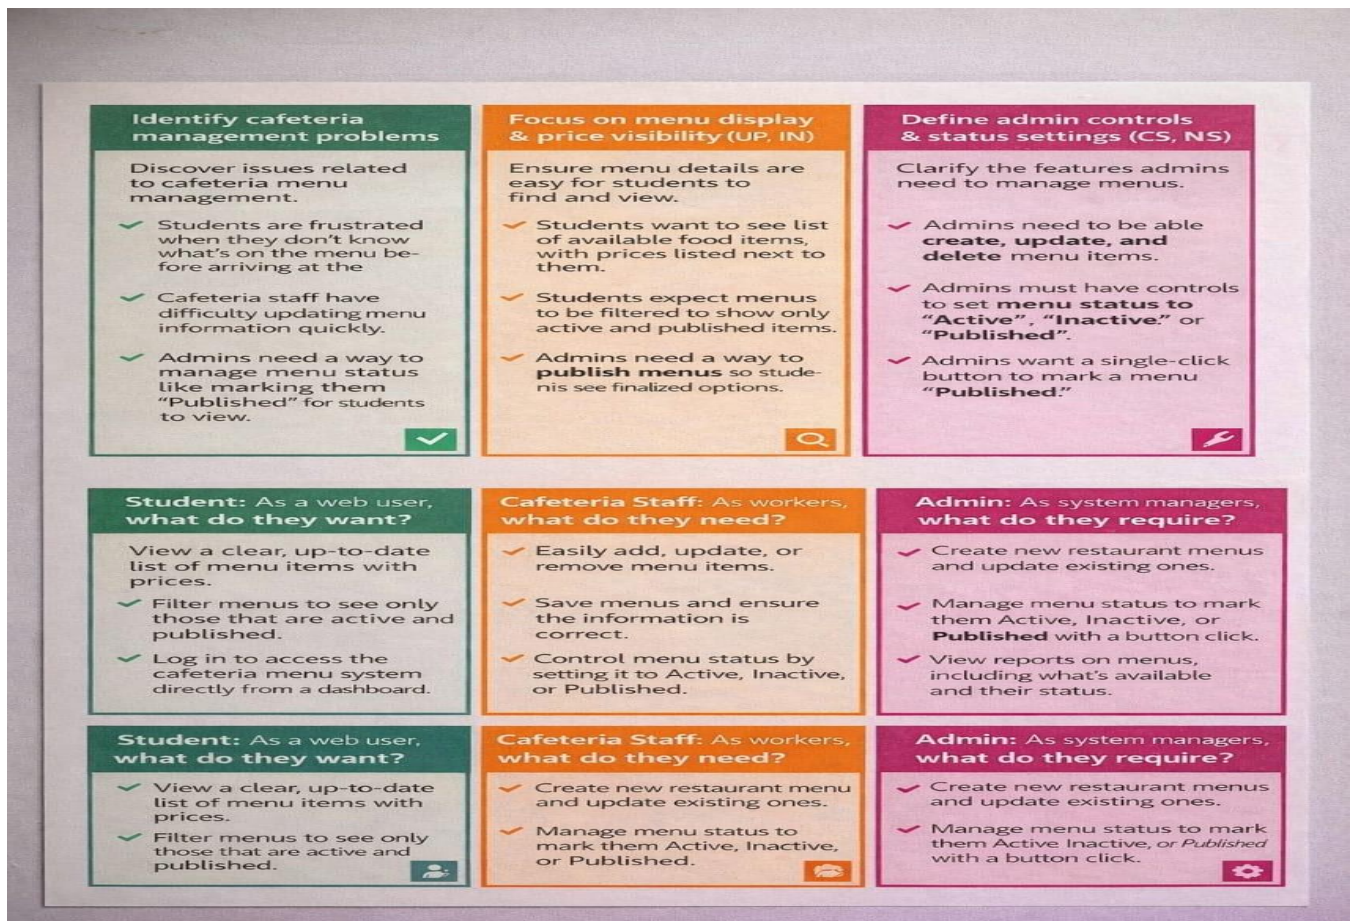 Identify cafeteria
management problems
Discover issues related
to cafeteria menu
management.
Students are frustrated
when they don't know
what's on the menu be-
fore arriving at the
Cafeteria staff have
difficulty updating menu
information quickly.
Admins need a way to
manage menu status
like marking them
"Published" for students
to view.
Focus on menu display
& price visibility (UP, IN)
Ensure menu details are
easy for students to
find and view.
Students want to see list
of available food items,
with prices listed next to
them.
Students expect menus
to be filtered to show only
active and published items.
Admins need a way to
publish menus so stude-
nis see finalized options.
Define admin controls
& status settings (CS, NS)
Clarify the features admins
need to manage menus.
Admins need to be able
create, update, and
delete menu items.
Admins must have controls
to set menu status to
"Active", "Inactive." or
"Published".
Admins want a single-click
button to mark a menu
"Published."
Student: As a web user,
what do they want?
View a clear, up-to-date
list of menu items with
prices.
Filter menus to see only
those that are active and
published.
Log in to access the
cafeteria menu system
directly from a dashboard.
Cafeteria Staff: As workers,
what do they need?
Easily add, update, or
remove menu items.
Save menus and ensure
the information is
correct.
Control menu status by
setting it to Active, Inactive,
or Published.
Admin: As system managers,
what do they require?
Create new restaurant menus
and update existing ones.
Manage menu status to mark
them Active, Inactive, or
Published with a button click.
View reports on menus,
including what's available
and their status.
Student: As a web user,
what do they want?
View a clear, up-to-date
list of menu items with
prices.
Filter menus to see only
those that are active and
published.
Cafeteria Staff: As workers,
what do they need?
Create new restaurant menu
and update existing ones.
Manage menu status to
mark them Active, Inactive,
or Published.
Admin: As system managers,
what do they require?
Create new restaurant menus
and update existing ones.
Manage menu status to mark
them Active Inactive, or Published
with a button click.